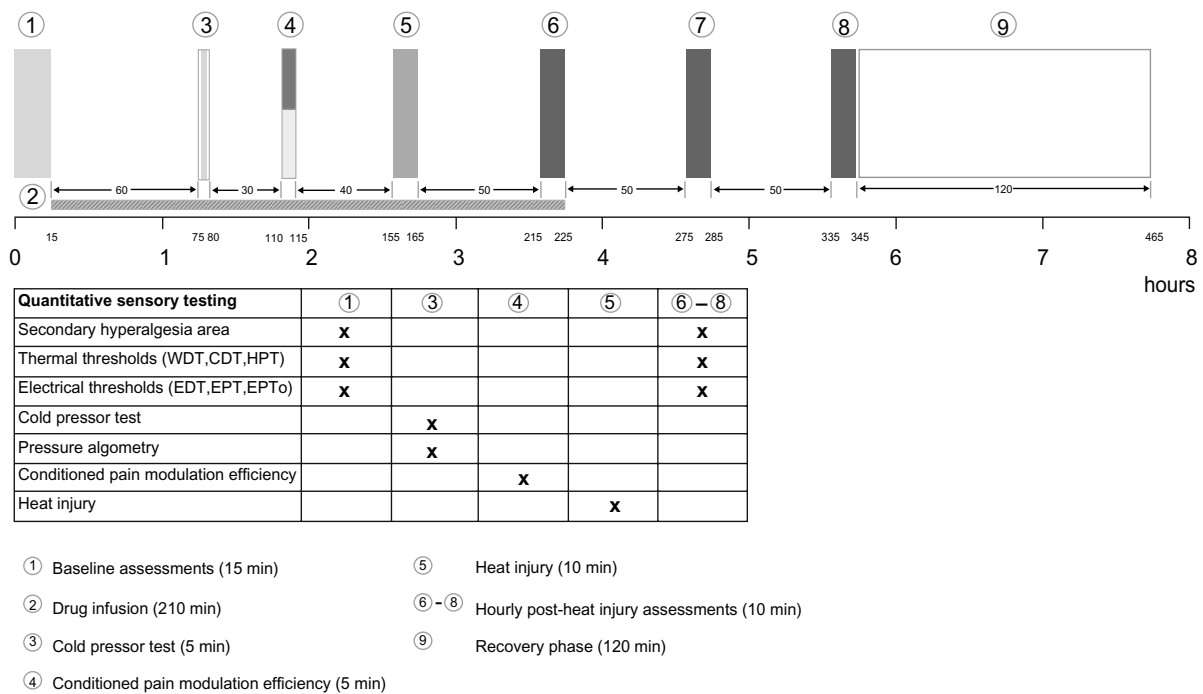 ① ③ ④ ⑤ ⑥ ⑦ ⑧ ⑨
② 60 30 40 50 50 50 120
15 75 80 110 115 155 165 215 225 275 285 335 345 465
0 1 2 3 4 5 6 7 8
hours
Quantitative sensory testing ① ③ ④ ⑤ ⑥–⑧
Secondary hyperalgesia area x x
Thermal thresholds (WDT,CDT,HPT) x x
Electrical thresholds (EDT,EPT,EPTo) x x
Cold pressor test x
Pressure algometry x
Conditioned pain modulation efficiency x
Heat injury x
① Baseline assessments (15 min)
② Drug infusion (210 min)
③ Cold pressor test (5 min)
④ Conditioned pain modulation efficiency (5 min)
⑤ Heat injury (10 min)
⑥-⑧ Hourly post-heat injury assessments (10 min)
⑨ Recovery phase (120 min)